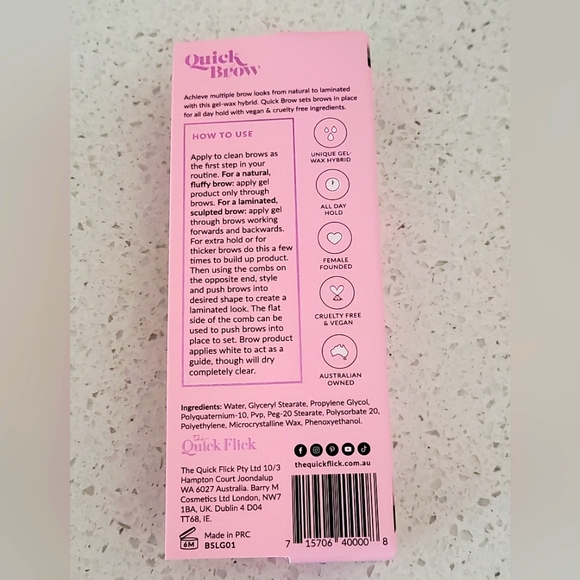 Quick
Brow
Achieve multiple brow looks from natural to laminated
with this gel-wax hybrid. Quick Brow sets brows in place
for all day hold with vegan & cruelty free ingredients.
HOW TO USE
Apply to clean brows as
the first step in your
routine. For a natural,
fluffy brow: apply gel
product only through
brows. For a laminated,
sculpted brow: apply gel
through brows working
forwards and backwards.
For extra hold or for
thicker brows do this a few
times to build up product.
Then using the combs on
the opposite end, style
and push brows into
desired shape to create a
laminated look. The flat
side of the comb can be
used to push brows into
place to set. Brow product
applies white to act as a
guide, though will dry
completely clear.
UNIQUE GEL-
WAX HYBRID
ALL DAY
HOLD
FEMALE
FOUNDED
CRUELTY FREE
& VEGAN
AUSTRALIAN
OWNED
Ingredients: Water, Glyceryl Stearate, Propylene Glycol,
Polyquaternium-10, Pvp, Peg-20 Stearate, Polysorbate 20,
Polyethylene, Microcrystalline Wax, Phenoxyethanol.
The
Quick Flick
thequickflick.com.au
The Quick Flick Pty Ltd 10/3
Hampton Court Joondalup
WA 6027 Australia. Barry M
Cosmetics Ltd London, NW7
1BA, UK. Dublin 4 D04
TT68, IE.
6M
Made in PRC
BSLG01
7 15706 40000 8